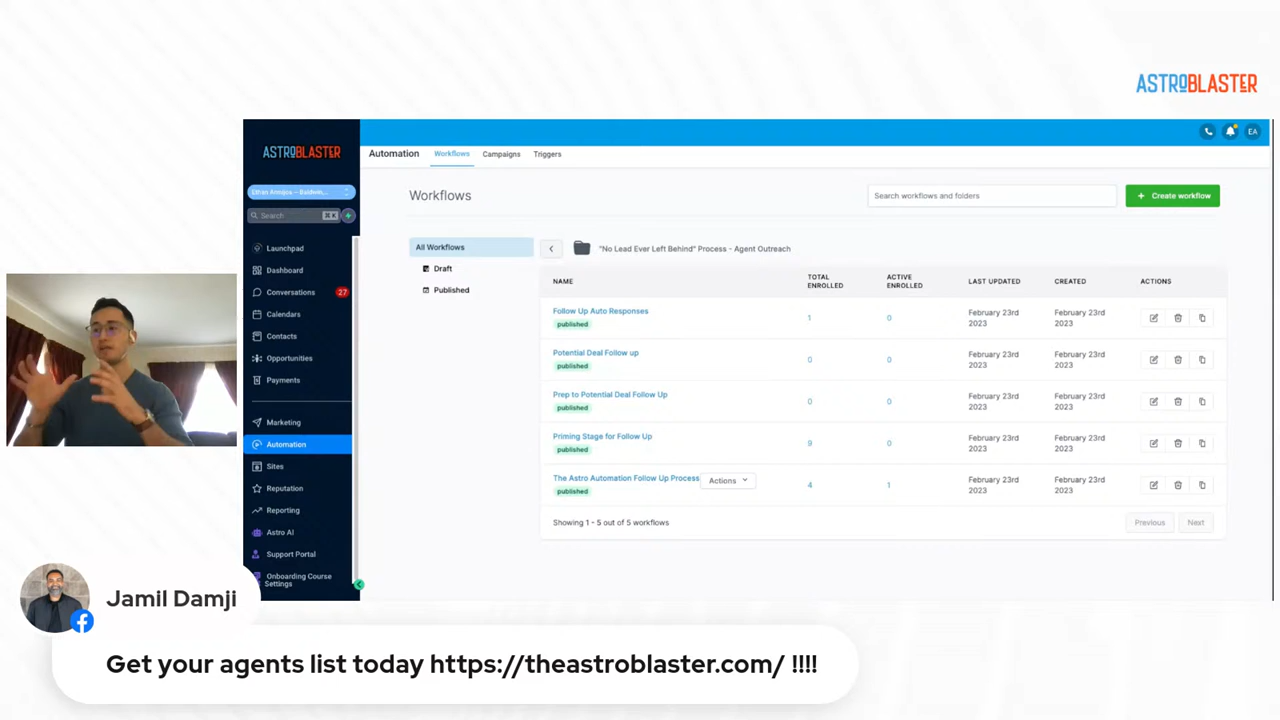 ASTROBLASTER
ASTROBLASTER
Ethan Armijou – Baldwin,...
Search
⌘ K
Launchpad
Dashboard
Conversations
27
Calendars
Contacts
Opportunities
Payments
Marketing
Automation
Sites
Reputation
Reporting
Astro AI
Support Portal
Onboarding Course
Settings
EA
Automation Workflows Campaigns Triggers
Workflows
Search workflows and folders
+ Create workflow
All Workflows
Draft
Published
"No Lead Ever Left Behind" Process - Agent Outreach
NAME TOTAL ENROLLED ACTIVE ENROLLED LAST UPDATED CREATED ACTIONS
Follow Up Auto Responses 1 0 February 23rd 2023 February 23rd 2023
published
Potential Deal Follow up 0 0 February 23rd 2023 February 23rd 2023
published
Prep to Potential Deal Follow Up 0 0 February 23rd 2023 February 23rd 2023
published
Priming Stage for Follow Up 9 0 February 23rd 2023 February 23rd 2023
published
The Astro Automation Follow Up Process Actions 4 1 February 23rd 2023 February 23rd 2023
published
Showing 1 - 5 out of 5 workflows
Previous Next
Jamil Damji
Get your agents list today https://theastroblaster.com/ !!!!